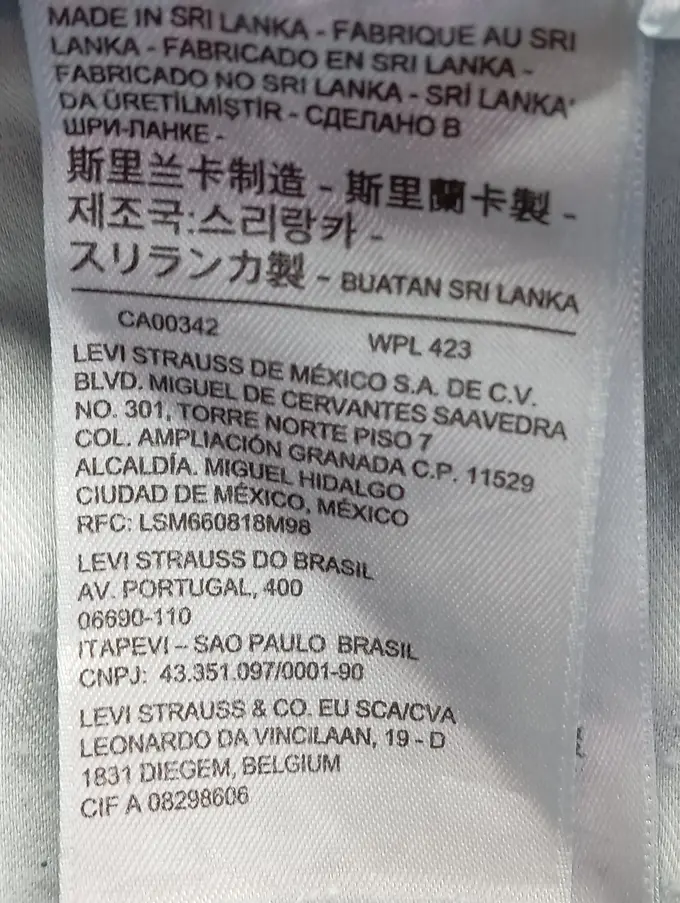 MADE IN SRI LANKA - FABRIQUE AU SRI
LANKA - FABRICADO EN SRI LANKA -
FABRICADO NO SRI LANKA - SRİ LANKA'
DA ÜRETİLMİŞTİR - СДЕЛАНО В
ШРИ-ЛАНКЕ -
斯里兰卡制造 - 斯里蘭卡製 -
제조국:스리랑카 -
スリランカ製 - BUATAN SRI LANKA
CA00342 WPL 423
LEVI STRAUSS DE MÉXICO S.A. DE C.V.
BLVD. MIGUEL DE CERVANTES SAAVEDRA
NO. 301, TORRE NORTE PISO 7
COL. AMPLIACIÓN GRANADA C.P. 11529
ALCALDÍA. MIGUEL HIDALGO
CIUDAD DE MÉXICO, MÉXICO
RFC: LSM660818M98
LEVI STRAUSS DO BRASIL
AV. PORTUGAL, 400
06690-110
ITAPEVI – SAO PAULO BRASIL
CNPJ: 43.351.097/0001-90
LEVI STRAUSS & CO. EU SCA/CVA
LEONARDO DA VINCILAAN, 19 - D
1831 DIEGEM, BELGIUM
CIF A 08298606